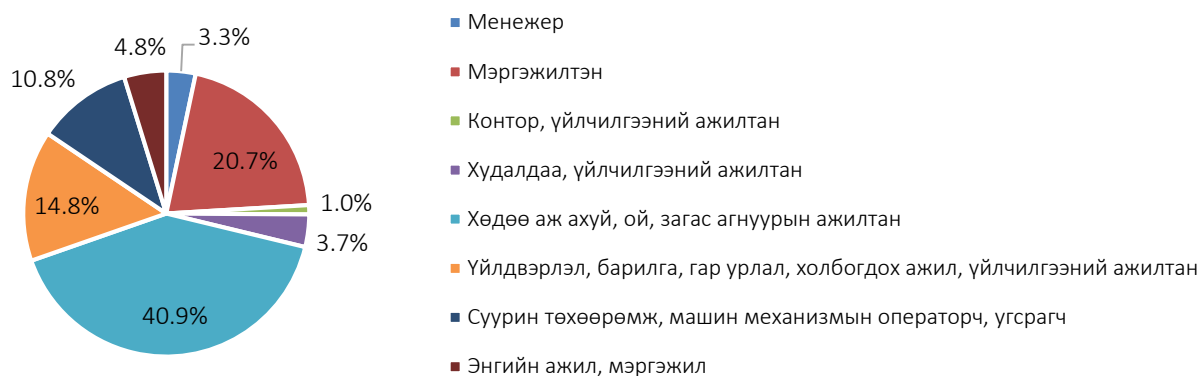 3.3%
4.8%
10.8%
20.7%
1.0%
14.8%
3.7%
40.9%
Менежер
Мэргэжилтэн
Контор, үйлчилгээний ажилтан
Худалдаа, үйлчилгээний ажилтан
Хөдөө аж ахуй, ой, загас агнуурын ажилтан
Үйлдвэрлэл, барилга, гар урлал, холбогдох ажил, үйлчилгээний ажилтан
Суурин төхөөрөмж, машин механизмын операторч, угсрагч
Энгийн ажил, мэргэжил